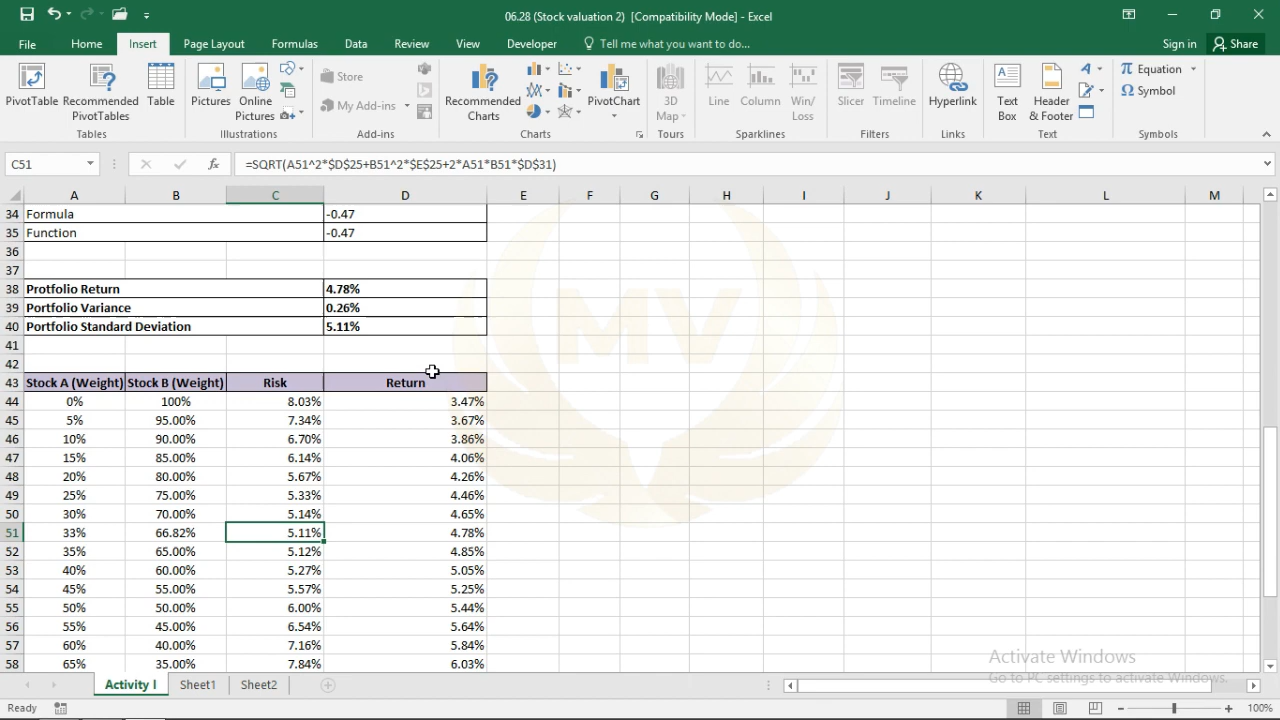 06.28 (Stock valuation 2) [Compatibility Mode] - Excel
File Home Insert Page Layout Formulas Data Review View Developer Tell me what you want to do... Sign in Share
PivotTable Recommended PivotTables Table Pictures Online Pictures Store My Add-ins Recommended Charts PivotChart 3D Map Line Column Win/Loss Slicer Timeline Hyperlink Text Box Header & Footer Equation Symbol
Tables Illustrations Add-ins Charts Tours Sparklines Filters Links Text Symbols
C51 fx =SQRT(A51^2*$D$25+B51^2*$E$25+2*A51*B51*$D$31)
A B C D E F G H I J K L M
34 Formula -0.47
35 Function -0.47
36
37
38 Protfolio Return 4.78%
39 Portfolio Variance 0.26%
40 Portfolio Standard Deviation 5.11%
41
42
43 Stock A (Weight) Stock B (Weight) Risk Return
44 0% 100% 8.03% 3.47%
45 5% 95.00% 7.34% 3.67%
46 10% 90.00% 6.70% 3.86%
47 15% 85.00% 6.14% 4.06%
48 20% 80.00% 5.67% 4.26%
49 25% 75.00% 5.33% 4.46%
50 30% 70.00% 5.14% 4.65%
51 33% 66.82% 5.11% 4.78%
52 35% 65.00% 5.12% 4.85%
53 40% 60.00% 5.27% 5.05%
54 45% 55.00% 5.57% 5.25%
55 50% 50.00% 6.00% 5.44%
56 55% 45.00% 6.54% 5.64%
57 60% 40.00% 7.16% 5.84%
58 65% 35.00% 7.84% 6.03%
MV
Activate Windows
Go to PC settings to activate Windows.
Activity I Sheet1 Sheet2
Ready 100%